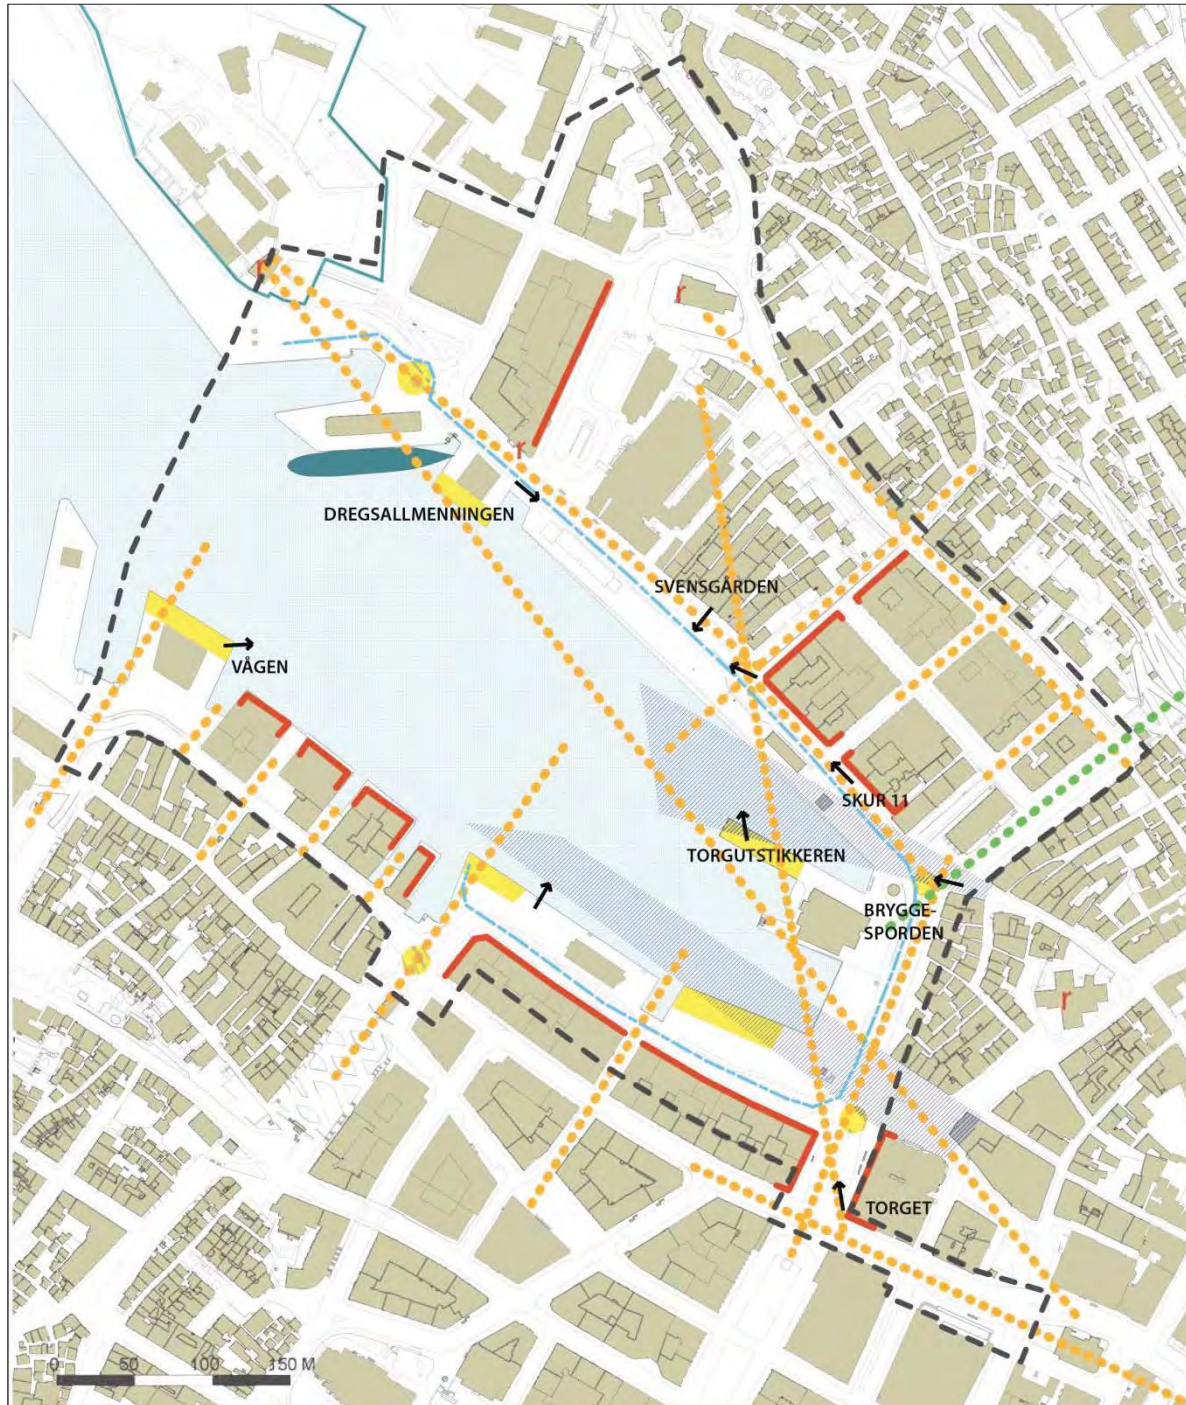 r
r
r
DREGSALLMENNINGEN
SVENSGÅRDEN
VÅGEN
SKUR 11
TORGUTSTIKKEREN
BRYGGE-
SPORDEN
r
TORGET
0 50 100 150 M